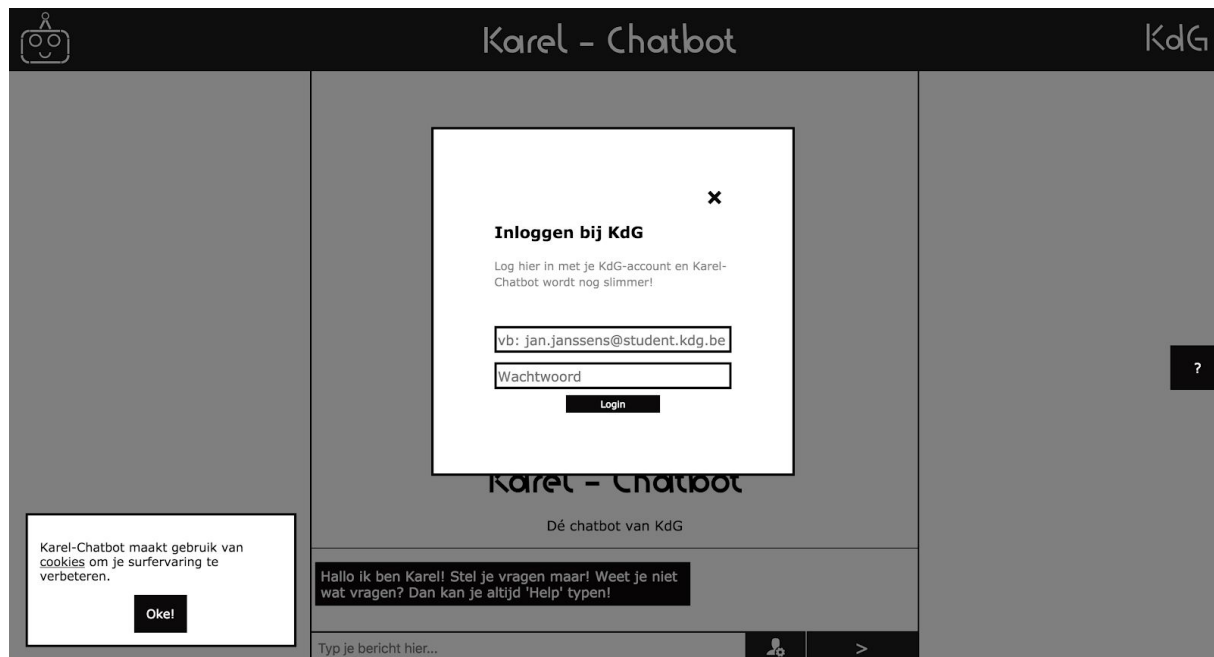 Karel - Chatbot
KdG
×
Inloggen bij KdG
Log hier in met je KdG-account en Karel-
Chatbot wordt nog slimmer!
vb: jan.janssens@student.kdg.be
Wachtwoord
Login
?
Karel - Chatbot
Dé chatbot van KdG
Karel-Chatbot maakt gebruik van
cookies om je surfervaring te
verbeteren.
Oke!
Hallo ik ben Karel! Stel je vragen maar! Weet je niet
wat vragen? Dan kan je altijd 'Help' typen!
Typ je bericht hier...
>